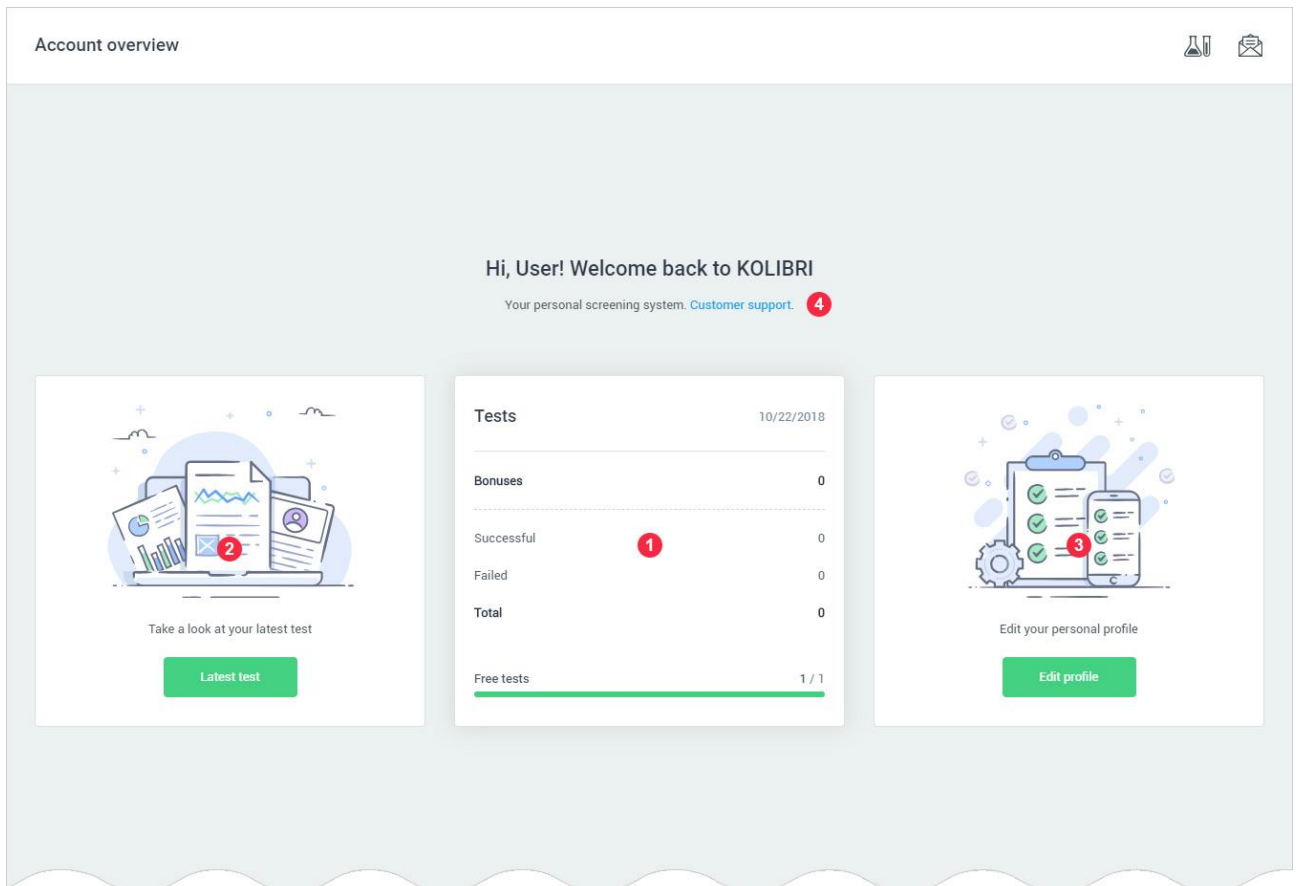 Account overview
Hi, User! Welcome back to KOLIBRI
Your personal screening system. Customer support. 4
2
Take a look at your latest test
Latest test
Tests 10/22/2018
Bonuses 0
Successful 0
1
Failed 0
Total 0
Free tests 1 / 1
3
Edit your personal profile
Edit profile